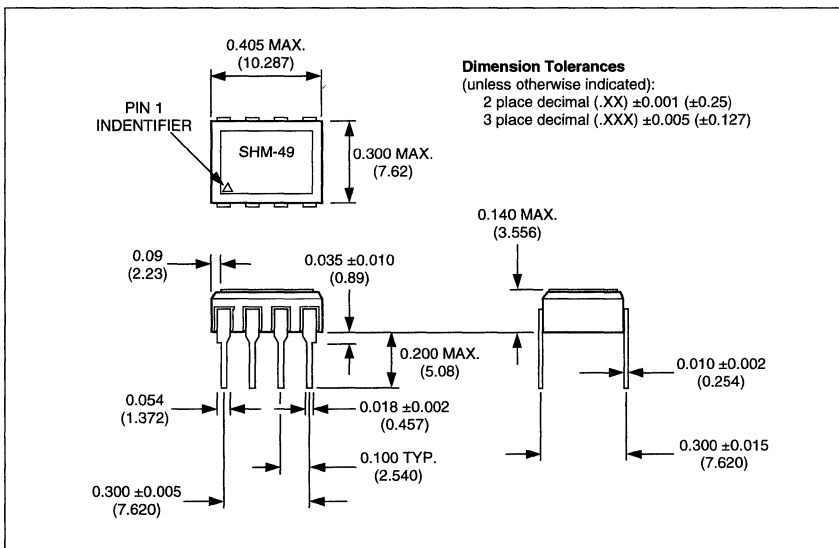 0.405 MAX.
(10.287)
Dimension Tolerances
(unless otherwise indicated):
2 place decimal (.XX) ±0.001 (±0.25)
3 place decimal (.XXX) ±0.005 (±0.127)
PIN 1
INDENTIFIER
SHM-49
0.300 MAX.
(7.62)
0.140 MAX.
(3.556)
0.09
(2.23)
0.035 ±0.010
(0.89)
0.200 MAX.
(5.08)
0.010 ±0.002
(0.254)
0.054
(1.372)
0.018 ±0.002
(0.457)
0.100 TYP.
(2.540)
0.300 ±0.015
(7.620)
0.300 ±0.005
(7.620)